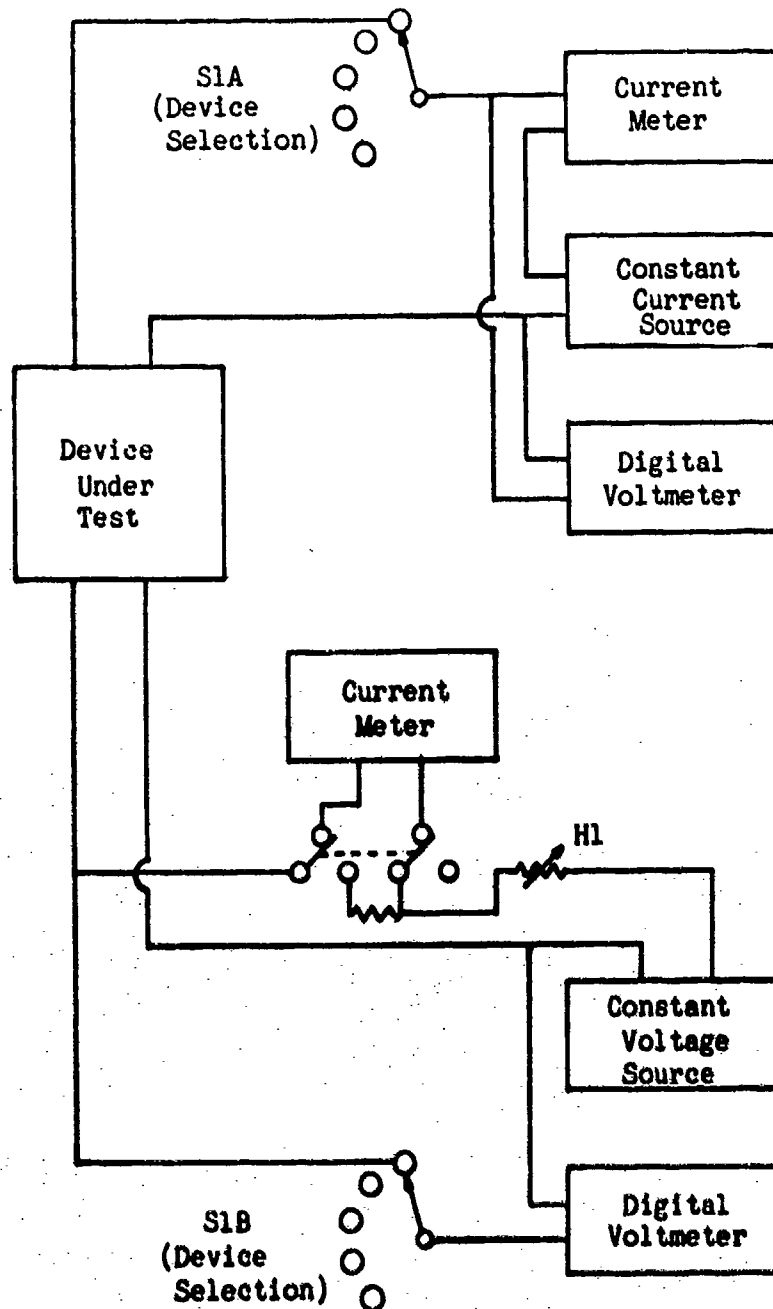 S1A
(Device
Selection)
Current
Meter
Constant
Current
Source
Digital
Voltmeter
Device
Under
Test
Current
Meter
H1
Constant
Voltage
Source
S1B
(Device
Selection)
Digital
Voltmeter